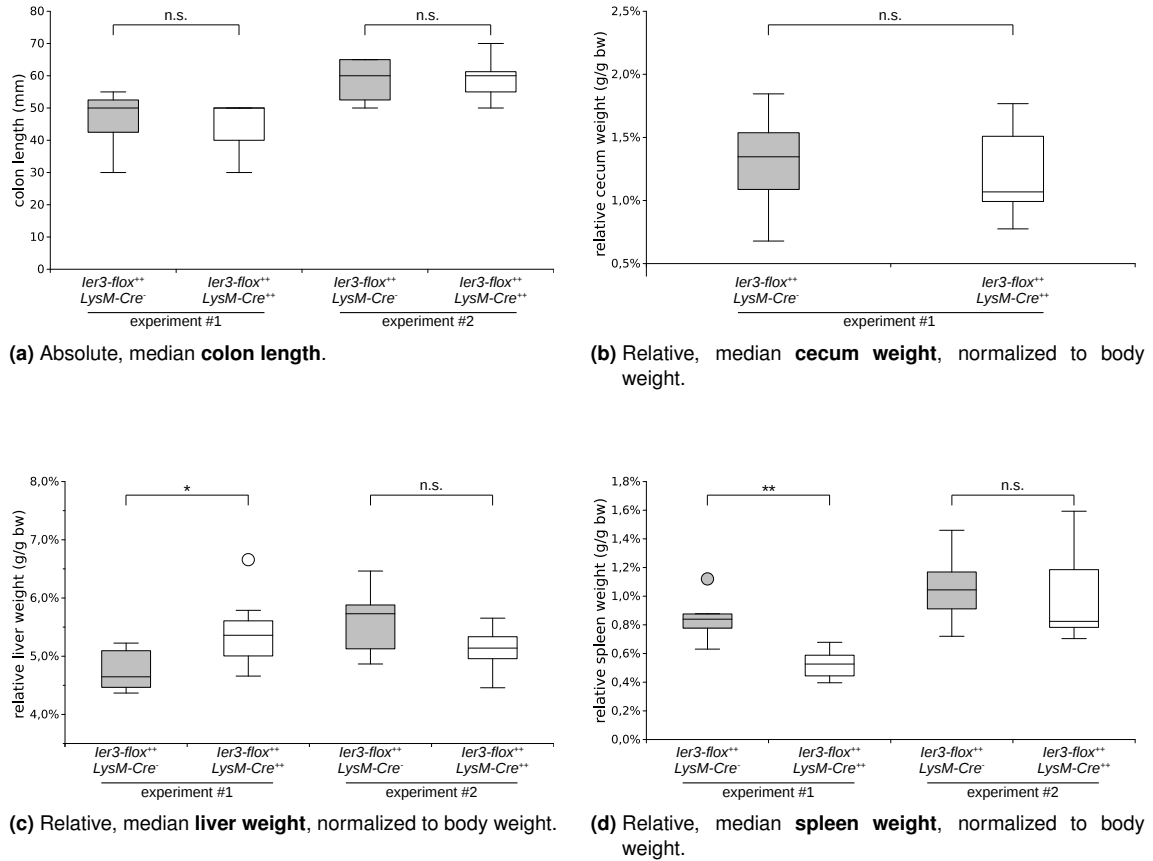 80
70
60
50
40
30
20
10
0
colon length (mm)
n.s.
n.s.
Ier3-flox++
LysM-Cre-
Ier3-flox++
LysM-Cre++
Ier3-flox++
LysM-Cre-
Ier3-flox++
LysM-Cre++
experiment #1
experiment #2
(a) Absolute, median colon length.
2,5%
2,0%
1,5%
1,0%
0,5%
relative cecum weight (g/g bw)
n.s.
Ier3-flox++
LysM-Cre-
Ier3-flox++
LysM-Cre++
experiment #1
(b) Relative, median cecum weight, normalized to body
weight.
8,0%
7,0%
6,0%
5,0%
4,0%
relative liver weight (g/g bw)
*
n.s.
Ier3-flox++
LysM-Cre-
Ier3-flox++
LysM-Cre++
Ier3-flox++
LysM-Cre-
Ier3-flox++
LysM-Cre++
experiment #1
experiment #2
(c) Relative, median liver weight, normalized to body weight.
1,8%
1,6%
1,4%
1,2%
1,0%
0,8%
0,6%
0,4%
0,2%
0,0%
relative spleen weight (g/g bw)
**
n.s.
Ier3-flox++
LysM-Cre-
Ier3-flox++
LysM-Cre++
Ier3-flox++
LysM-Cre-
Ier3-flox++
LysM-Cre++
experiment #1
experiment #2
(d) Relative, median spleen weight, normalized to body
weight.